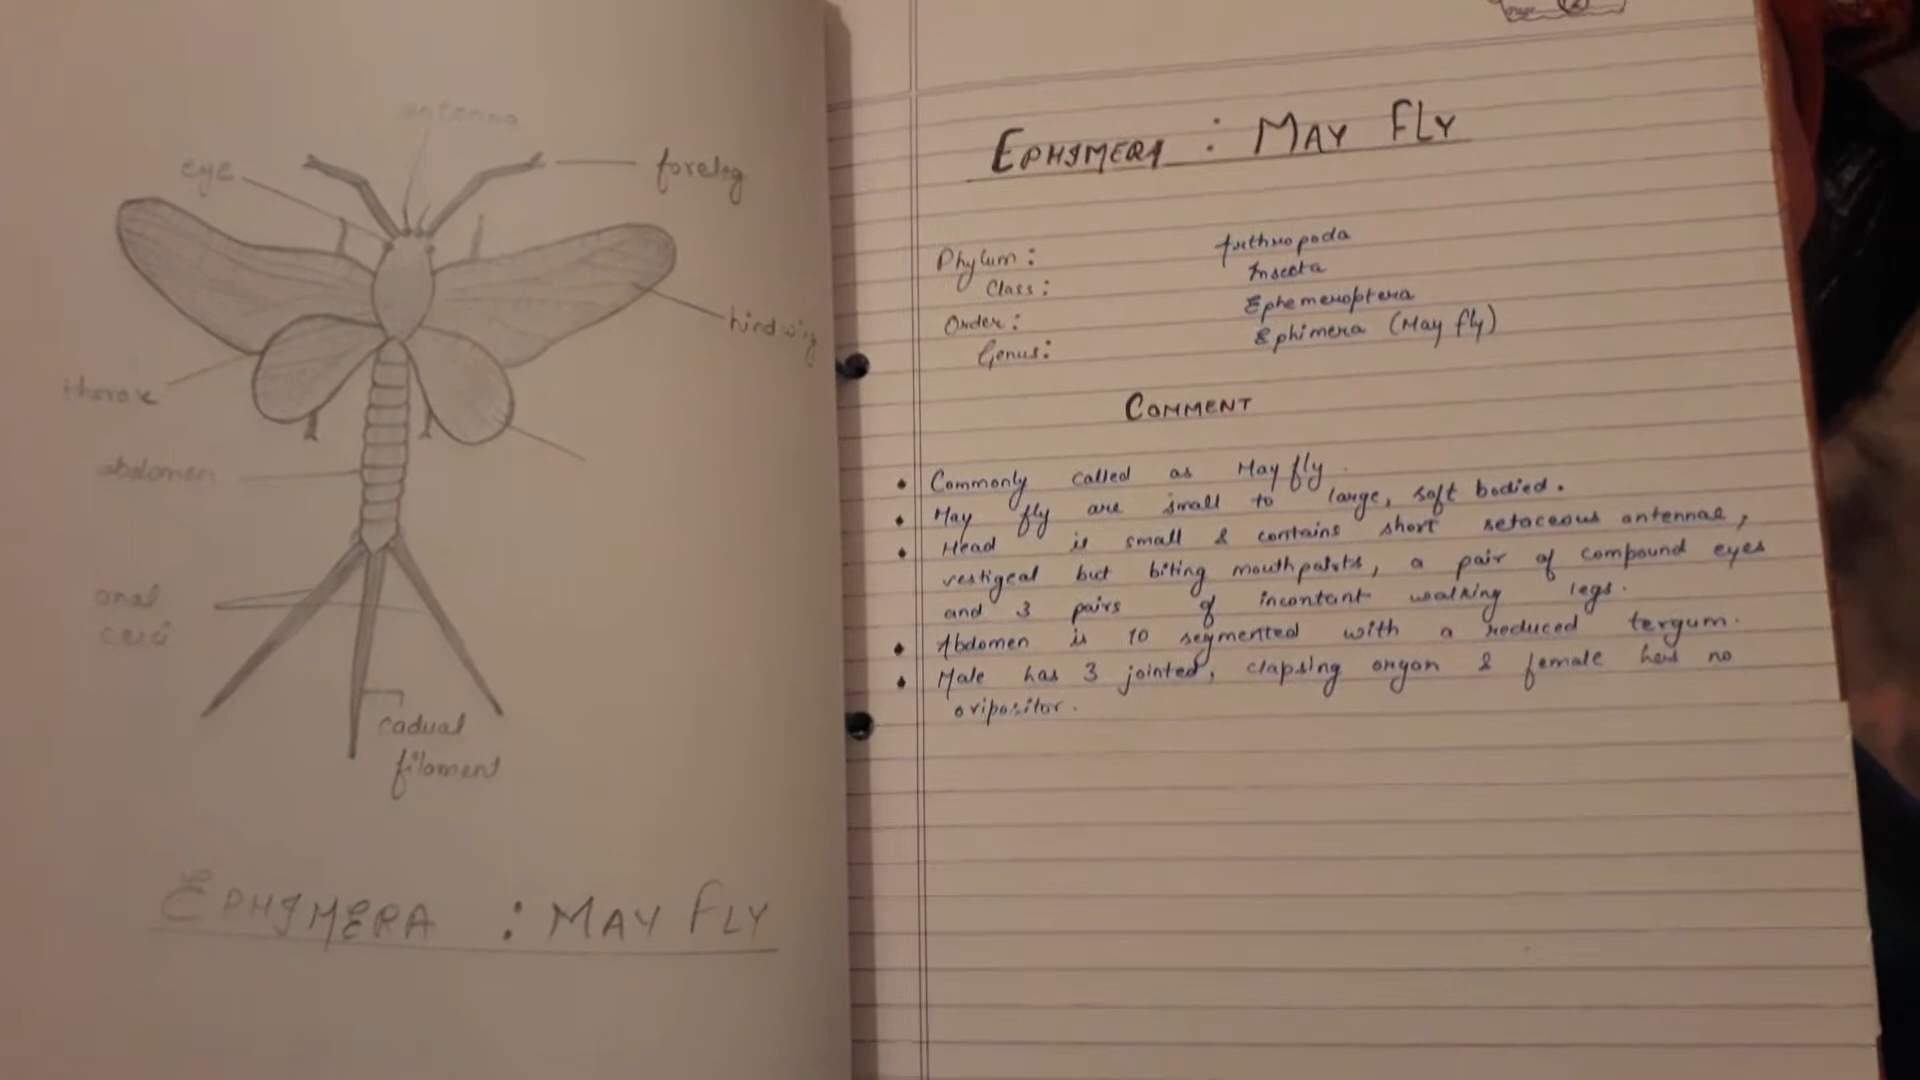 antenna
eye
foreleg
hindwig
thorax
abdomen
anal
cerci
cadual
filament
EPHIMERA : MAY FLY
Page
EPHIMERA : MAY FLY
Phylum: Arthropoda
Class: Insecta
Order: Ephemeroptera
Genus: Ephimera (May fly)
COMMENT
• Commonly called as May fly.
• May fly are small to large, soft bodied.
• Head is small & contains short setaceous antennae,
vestigeal but biting mouthparts, a pair of compound eyes
and 3 pairs of incontant walking legs.
• Abdomen is 10 segmented with a reduced tergum.
• Male has 3 jointed, clapsing organ & female has no
ovipositor.